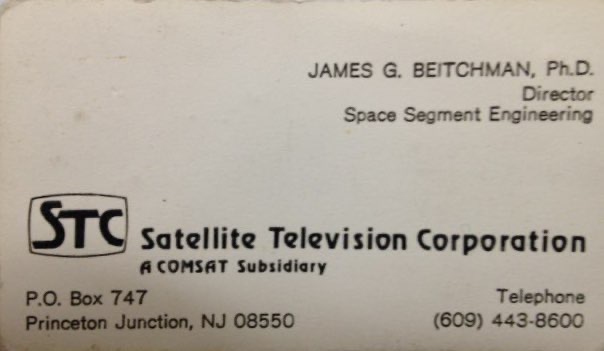 JAMES G. BEITCHMAN, Ph.D.
Director
Space Segment Engineering
STC
Satellite Television Corporation
A COMSAT Subsidiary
P.O. Box 747
Princeton Junction, NJ 08550
Telephone
(609) 443-8600